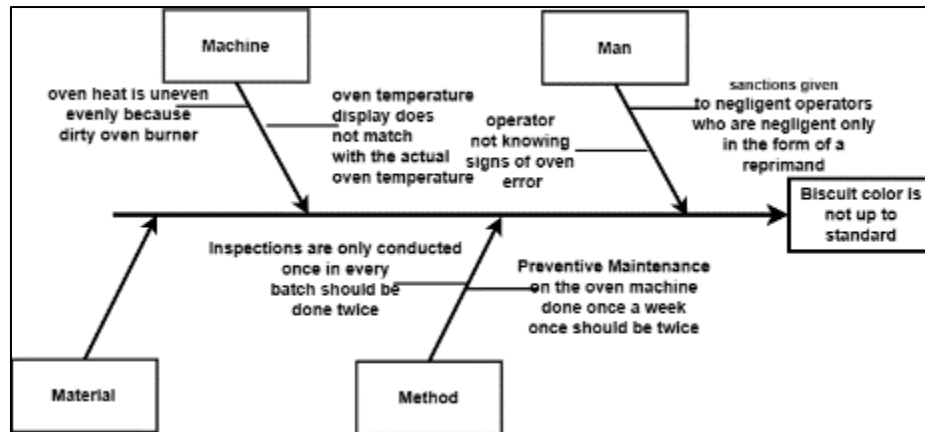 Machine
Man
oven heat is uneven
evenly because
dirty oven burner
oven temperature
display does
not match
with the actual
oven temperature
operator
not knowing
signs of oven
error
sanctions given
to negligent operators
who are negligent only
in the form of a
reprimand
Biscuit color is
not up to
standard
Inspections are only conducted
once in every
batch should be
done twice
Preventive Maintenance
on the oven machine
done once a week
once should be twice
Material
Method